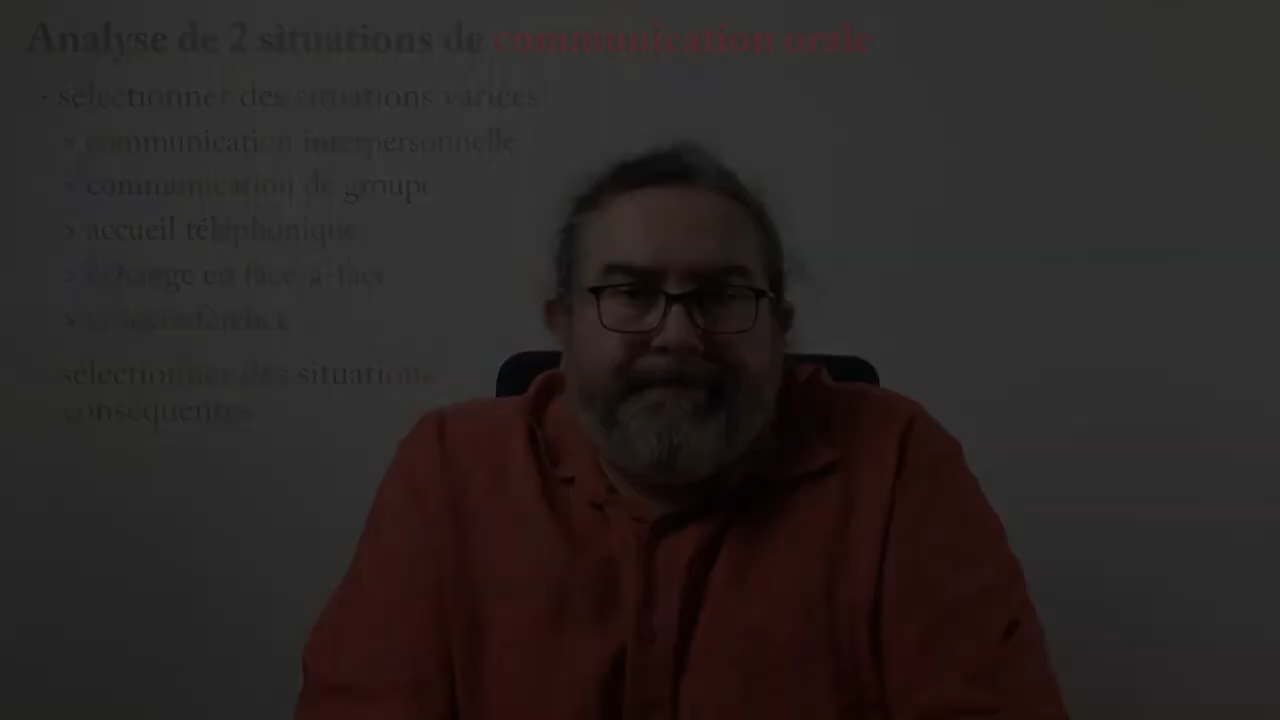 Analyse de 2 situations de communication orale
- sélectionner des situations variées
> communication interpersonnelle
> communication de groupe
> accueil téléphonique
> échange en face-à-face
> visioconférence
sélectionner des situations
conséquentes